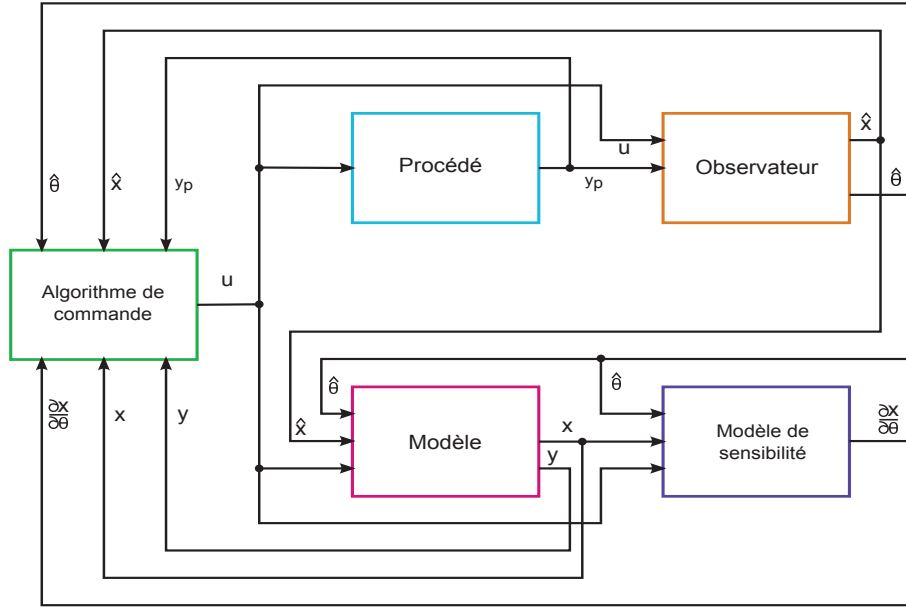 x̂
θ̂
u
Procédé
Observateur
θ̂
x̂
yp
yp
u
Algorithme de
commande
θ̂
θ̂
x̂
∂x
∂θ
x
y
Modèle
x
y
Modèle de
sensibilité
∂x
∂θ